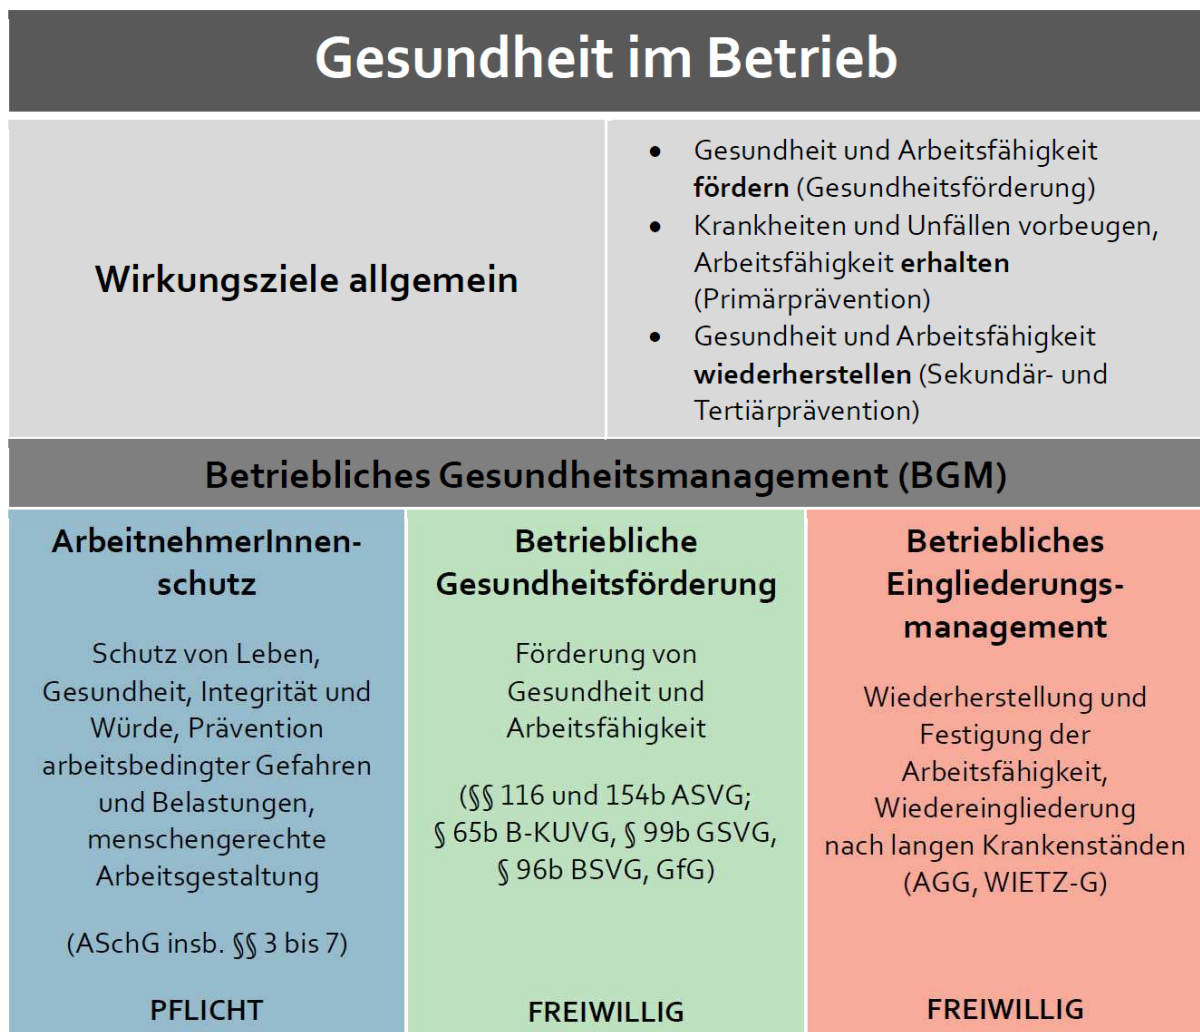 Gesundheit im Betrieb
Wirkungsziele allgemein
• Gesundheit und Arbeitsfähigkeit
fördern (Gesundheitsförderung)
• Krankheiten und Unfällen vorbeugen,
Arbeitsfähigkeit erhalten
(Primärprävention)
• Gesundheit und Arbeitsfähigkeit
wiederherstellen (Sekundär- und
Tertiärprävention)
Betriebliches Gesundheitsmanagement (BGM)
ArbeitnehmerInnen-
schutz
Schutz von Leben,
Gesundheit, Integrität und
Würde, Prävention
arbeitsbedingter Gefahren
und Belastungen,
menschengerechte
Arbeitsgestaltung
(ASchG insb. §§ 3 bis 7)
PFLICHT
Betriebliche
Gesundheitsförderung
Förderung von
Gesundheit und
Arbeitsfähigkeit
(§§ 116 und 154b ASVG;
§ 65b B-KUVG, § 99b GSVG,
§ 96b BSVG, GfG)
FREIWILLIG
Betriebliches
Eingliederungs-
management
Wiederherstellung und
Festigung der
Arbeitsfähigkeit,
Wiedereingliederung
nach langen Krankenständen
(AGG, WIETZ-G)
FREIWILLIG